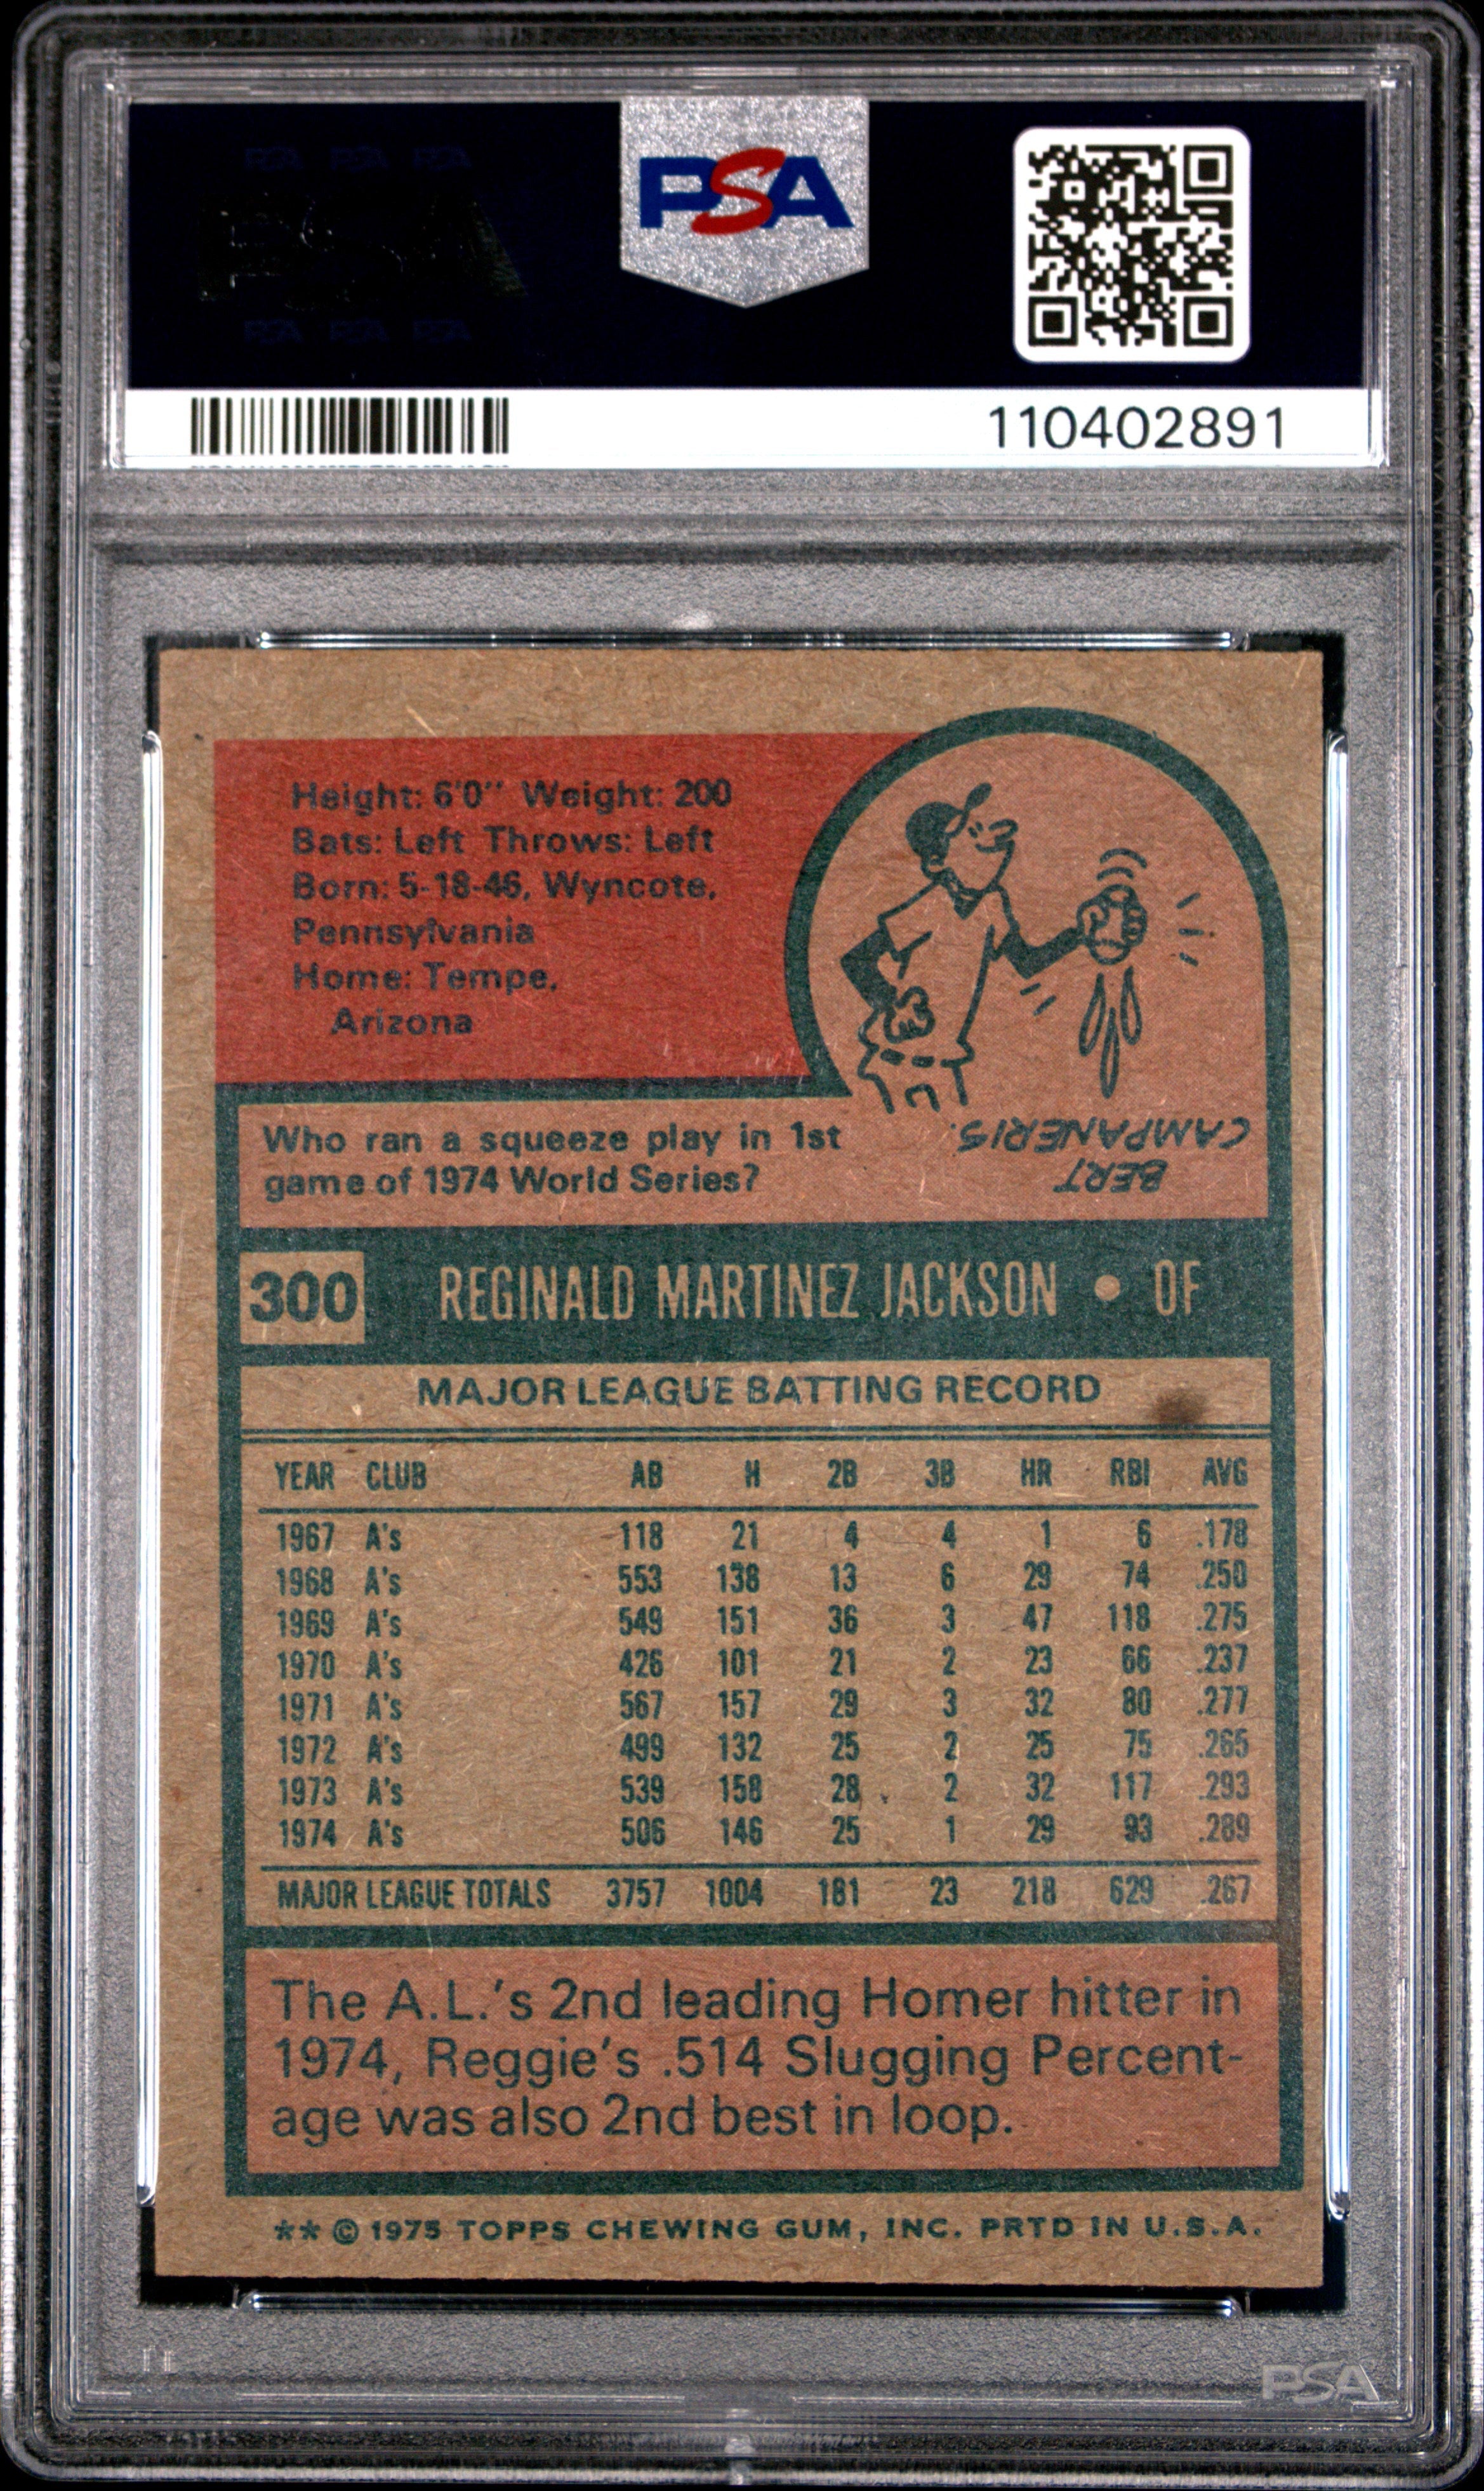 PSA PSA PSA
PSA
PSA PSA PSA
PSA
110402891
Height: 6'0" Weight: 200
Bats: Left Throws: Left
Born: 5-18-46, Wyncote,
Pennsylvania
Home: Tempe,
Arizona
Who ran a squeeze play in 1st
game of 1974 World Series?
BERT
CAMPANERIS.
300 REGINALD MARTINEZ JACKSON • OF
MAJOR LEAGUE BATTING RECORD
YEAR CLUB AB H 2B 3B HR RBI AVG
1967 A's 118 21 4 4 1 6 .178
1968 A's 553 138 13 6 29 74 .250
1969 A's 549 151 36 3 47 118 .275
1970 A's 426 101 21 2 23 66 .237
1971 A's 567 157 29 3 32 80 .277
1972 A's 499 132 25 2 25 75 .265
1973 A's 539 158 28 2 32 117 .293
1974 A's 506 146 25 1 29 93 .289
MAJOR LEAGUE TOTALS 3757 1004 181 23 218 629 .267
The A.L.'s 2nd leading Homer hitter in
1974, Reggie's .514 Slugging Percent-
age was also 2nd best in loop.
** © 1975 TOPPS CHEWING GUM, INC. PRTD IN U.S.A.
PSA